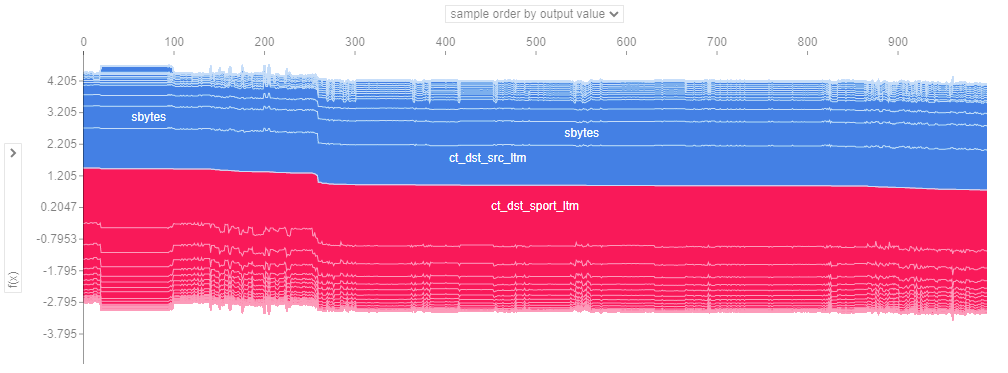 sample order by output value
0 100 200 300 400 500 600 700 800 900
4.205
3.205
sbytes
sbytes
2.205
ct_dst_src_ltm
1.205
ct_dst_sport_ltm
0.2047
-0.7953
f(x)
-1.795
-2.795
-3.795